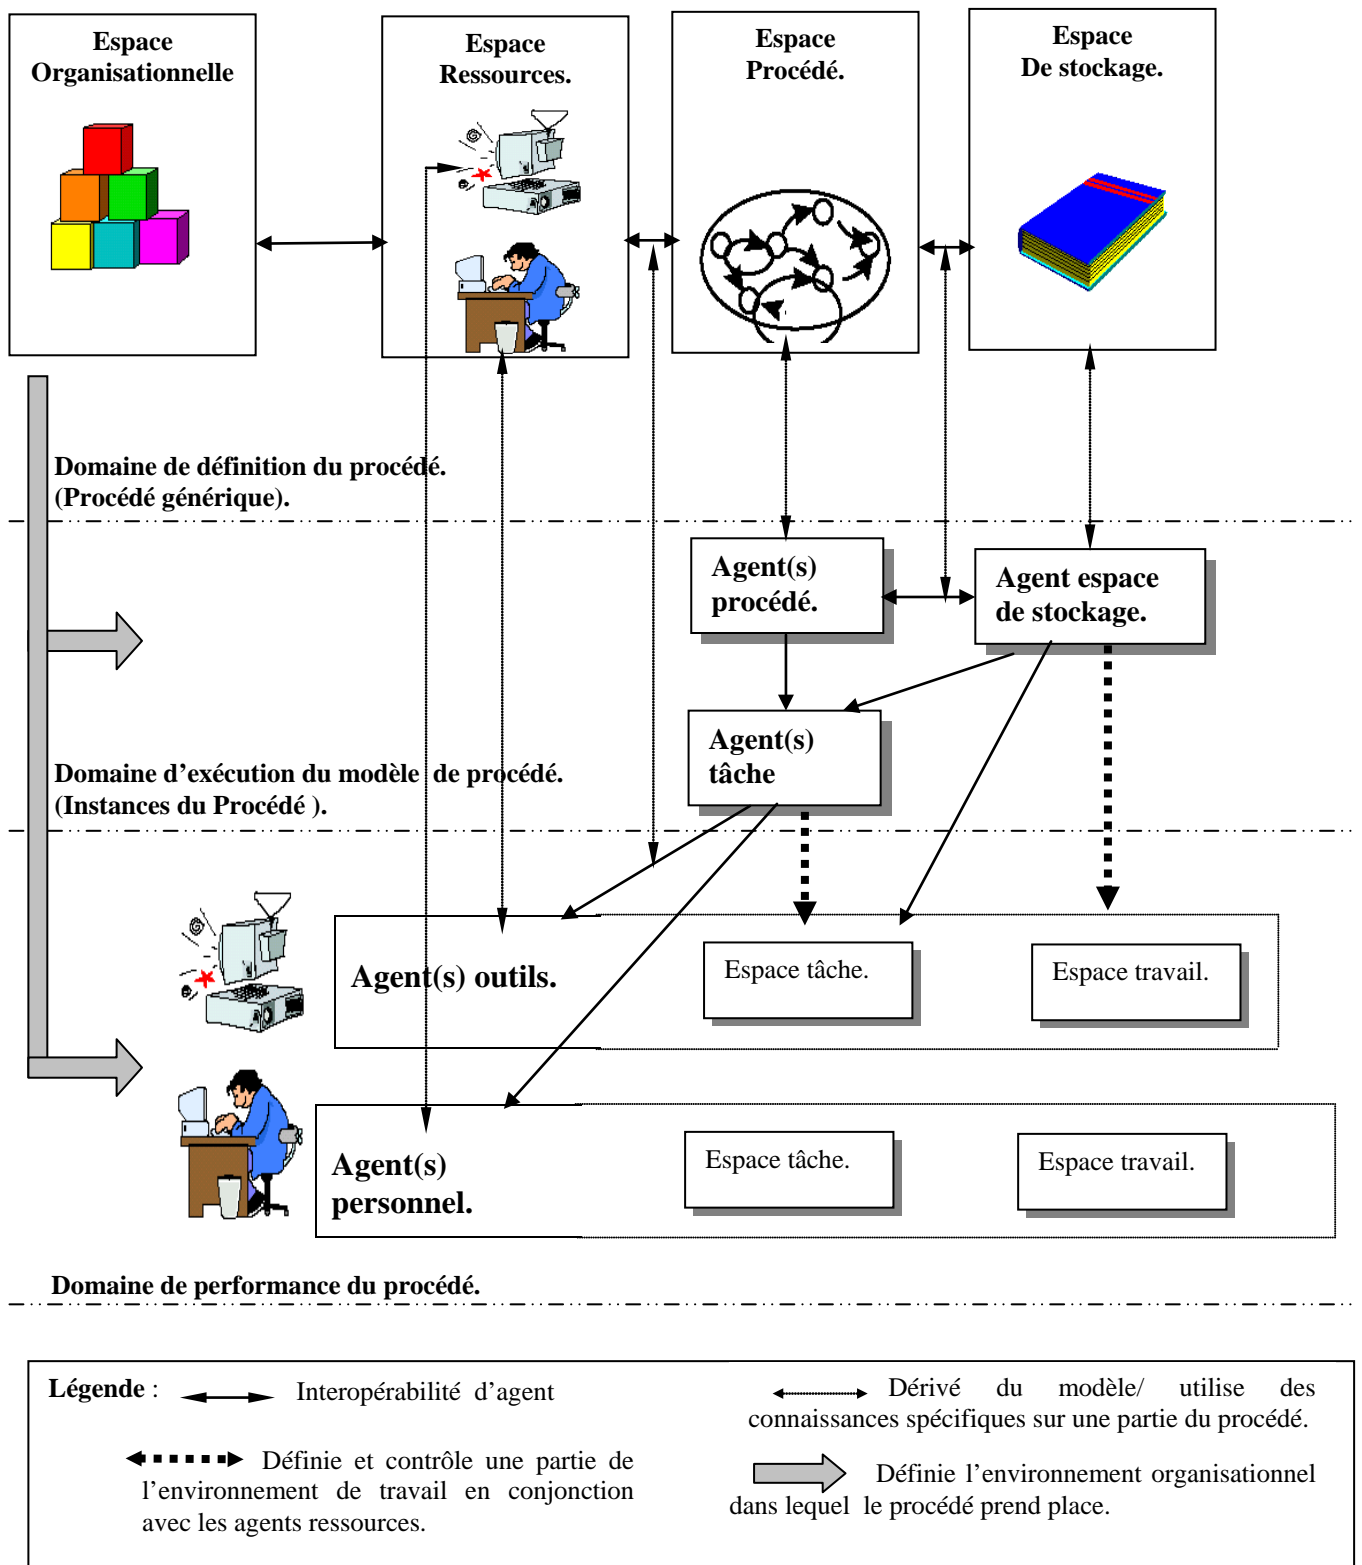 Espace
Organisationnelle
Espace
Ressources.
Espace
Procédé.
Espace
De stockage.
Domaine de définition du procédé.
(Procédé générique).
Agent(s)
procédé.
Agent espace
de stockage.
Agent(s)
tâche
Domaine d’exécution du modèle de procédé.
(Instances du Procédé ).
Agent(s) outils.
Espace tâche.
Espace travail.
Agent(s)
personnel.
Espace tâche.
Espace travail.
Domaine de performance du procédé.
Légende :
Interopérabilité d’agent
Dérivé du modèle/ utilise des
connaissances spécifiques sur une partie du procédé.
Définie et contrôle une partie de
l’environnement de travail en conjonction
avec les agents ressources.
Définie l’environnement organisationnel
dans lequel le procédé prend place.